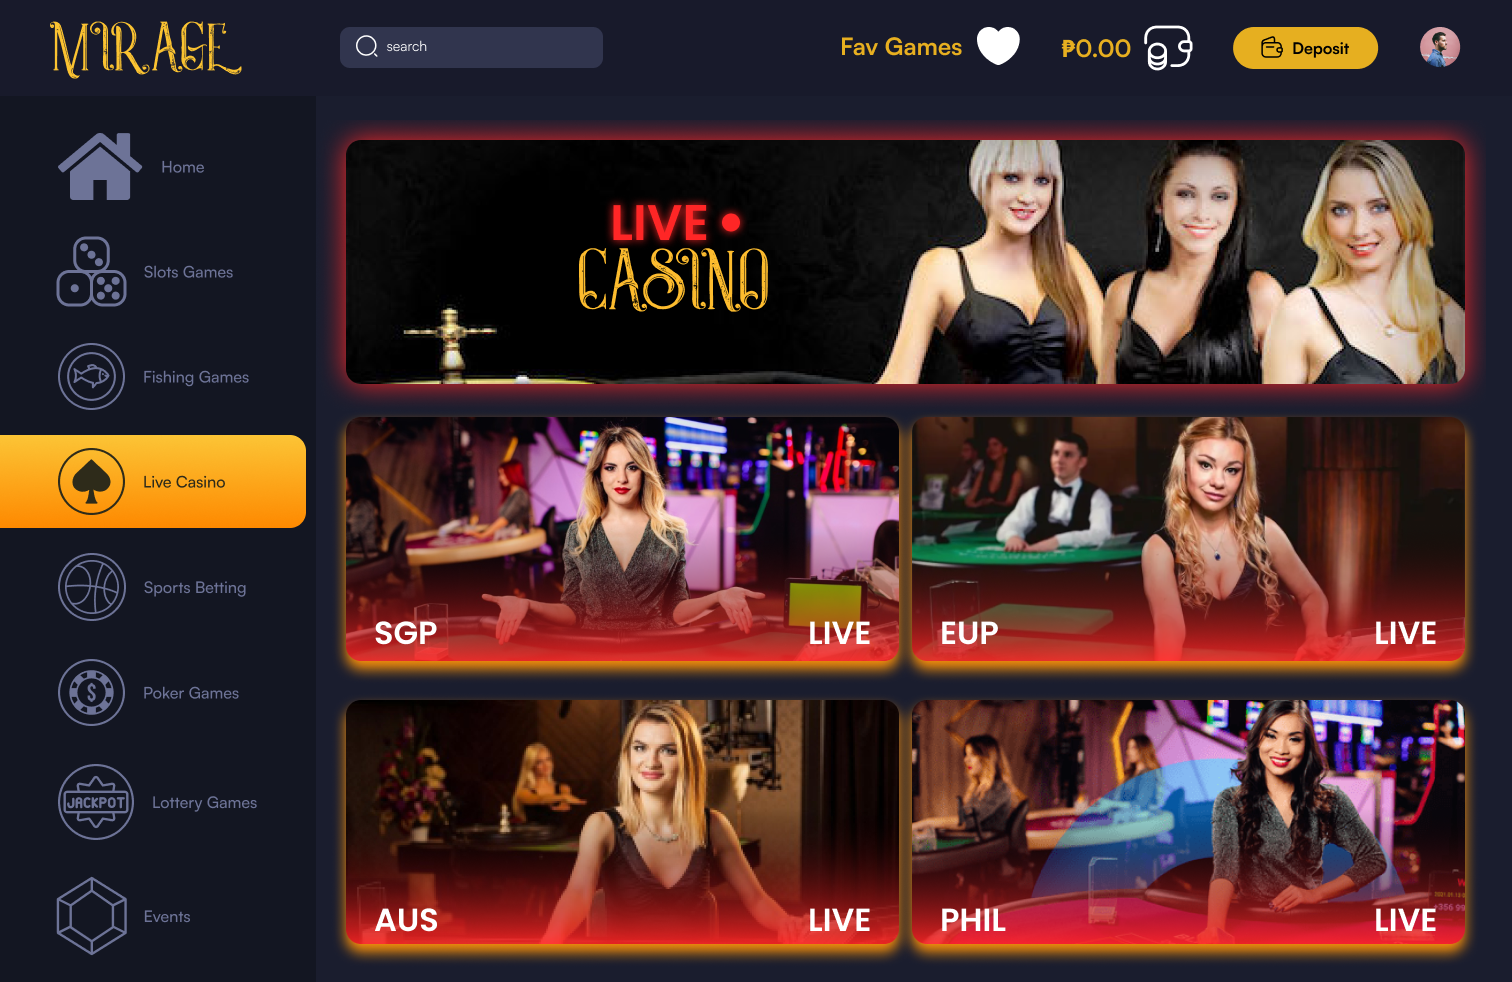 MIRAGE
search
Fav Games
₱0.00
Deposit
Home
Slots Games
Fishing Games
Live Casino
Sports Betting
Poker Games
JACKPOT
Lottery Games
Events
LIVE •
CASINO
SGP
LIVE
EUP
LIVE
AUS
LIVE
PHIL
LIVE